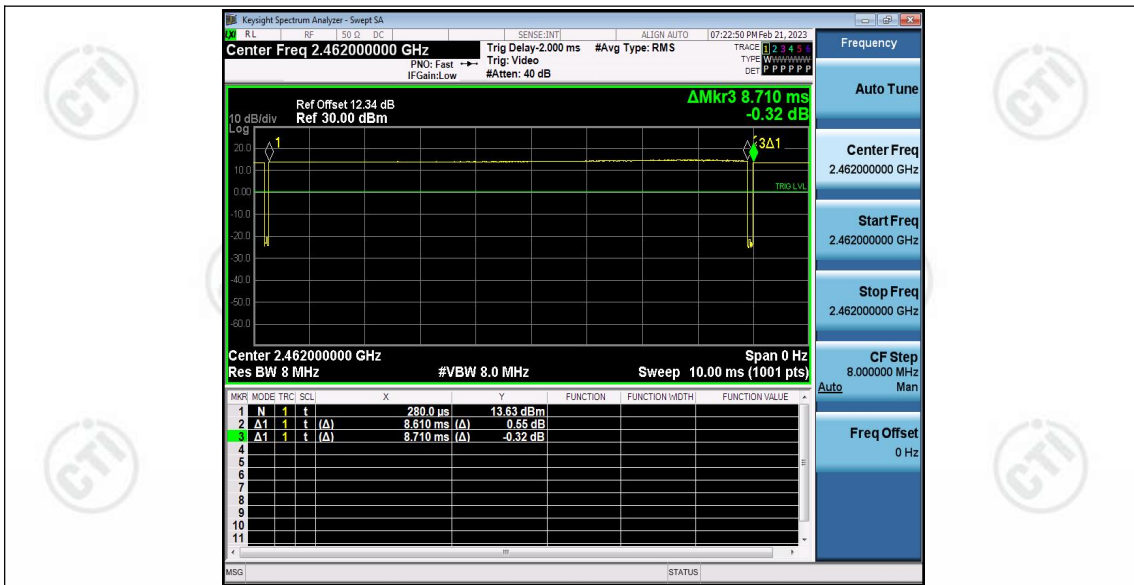 Keysight Spectrum Analyzer - Swept SA
LXI RL RF 50 Ω DC SENSE:INT ALIGN AUTO 07:22:50 PM Feb 21, 2023
Center Freq 2.462000000 GHz
PNO: Fast
IFGain:Low
Trig Delay-2.000 ms
Trig: Video
#Atten: 40 dB
#Avg Type: RMS
TRACE 1 2 3 4 5 6
TYPE WWWWWW
DET P P P P P P
Frequency
Auto Tune
Center Freq
2.462000000 GHz
Start Freq
2.462000000 GHz
Stop Freq
2.462000000 GHz
CF Step
8.000000 MHz
Auto Man
Freq Offset
0 Hz
ΔMkr3 8.710 ms
-0.32 dB
Ref Offset 12.34 dB
10 dB/div Ref 30.00 dBm
Log
20.0
10.0
0.00
-10.0
-20.0
-30.0
-40.0
-50.0
-60.0
1
3Δ1
TRIG LVL
Center 2.462000000 GHz Span 0 Hz
Res BW 8 MHz #VBW 8.0 MHz Sweep 10.00 ms (1001 pts)
MKR MODE TRC SCL X Y FUNCTION FUNCTION WIDTH FUNCTION VALUE
1 N 1 t 280.0 µs 13.63 dBm
2 Δ1 1 t (Δ) 8.610 ms (Δ) 0.55 dB
3 Δ1 1 t (Δ) 8.710 ms (Δ) -0.32 dB
4
5
6
7
8
9
10
11
MSG STATUS
CTI
CTI
CTI
CTI